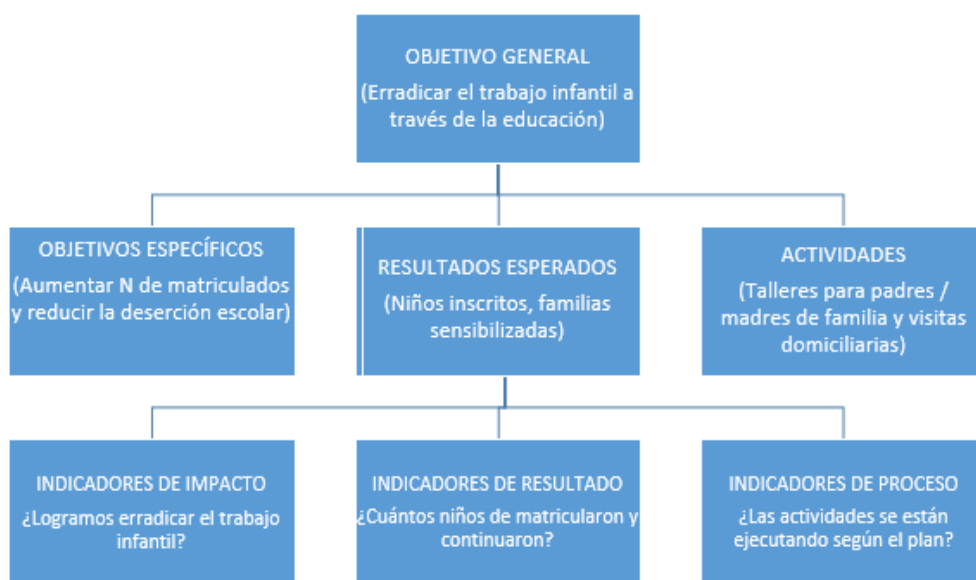 OBJETIVO GENERAL
(Erradicar el trabajo infantil a
través de la educación)
OBJETIVOS ESPECÍFICOS
(Aumentar N de matriculados
y reducir la deserción escolar)
RESULTADOS ESPERADOS
(Niños inscritos, familias
sensibilizadas)
ACTIVIDADES
(Talleres para padres /
madres de familia y visitas
domiciliarias)
INDICADORES DE IMPACTO
¿Logramos erradicar el trabajo
infantil?
INDICADORES DE RESULTADO
¿Cuántos niños de matricularon y
continuaron?
INDICADORES DE PROCESO
¿Las actividades se están
ejecutando según el plan?